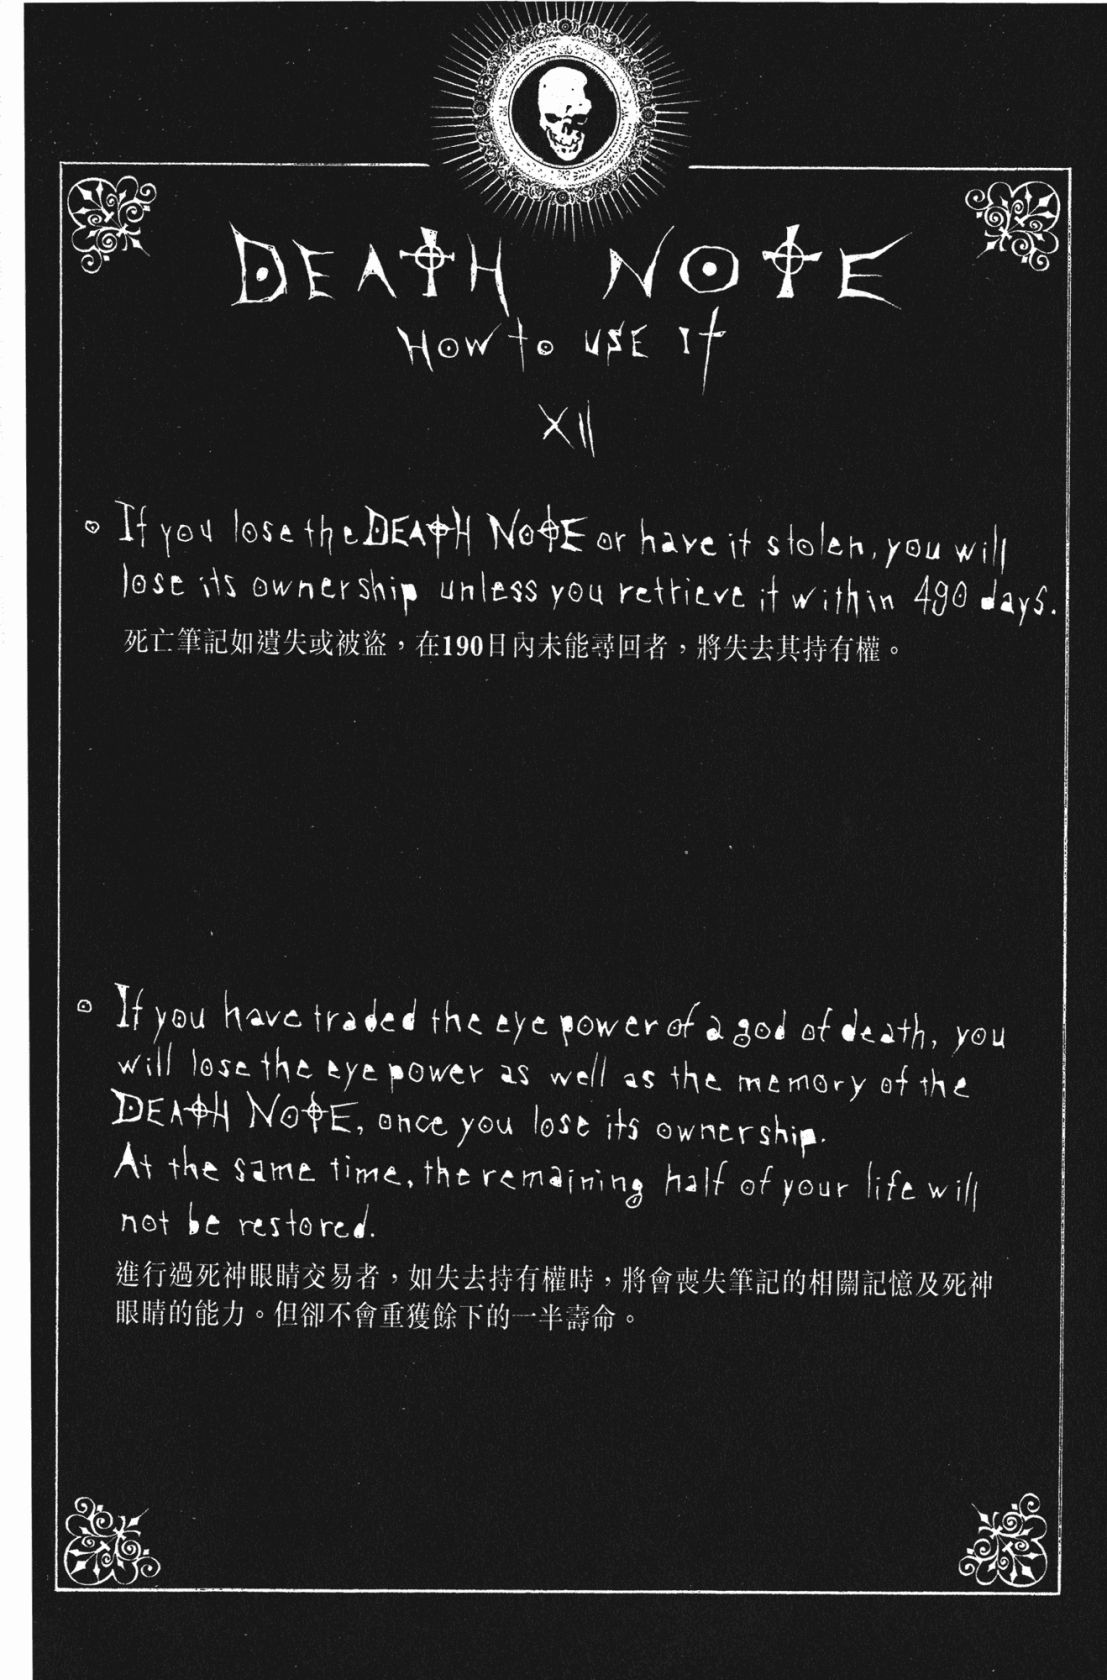 DEATH NOTE
How to use it
XII
If you lose the DEATH NOTE or have it stolen, you will
lose its ownership unless you retrieve it within 490 days.
死亡筆記如遺失或被盜，在190日內未能尋回者，將失去其持有權。
If you have traded the eye power of a god of death, you
will lose the eye power as well as the memory of the
DEATH NOTE, once you lose its ownership.
At the same time, the remaining half of your life will
not be restored.
進行過死神眼睛交易者，如失去持有權時，將會喪失筆記的相關記憶及死神
眼睛的能力。但卻不會重獲餘下的一半壽命。